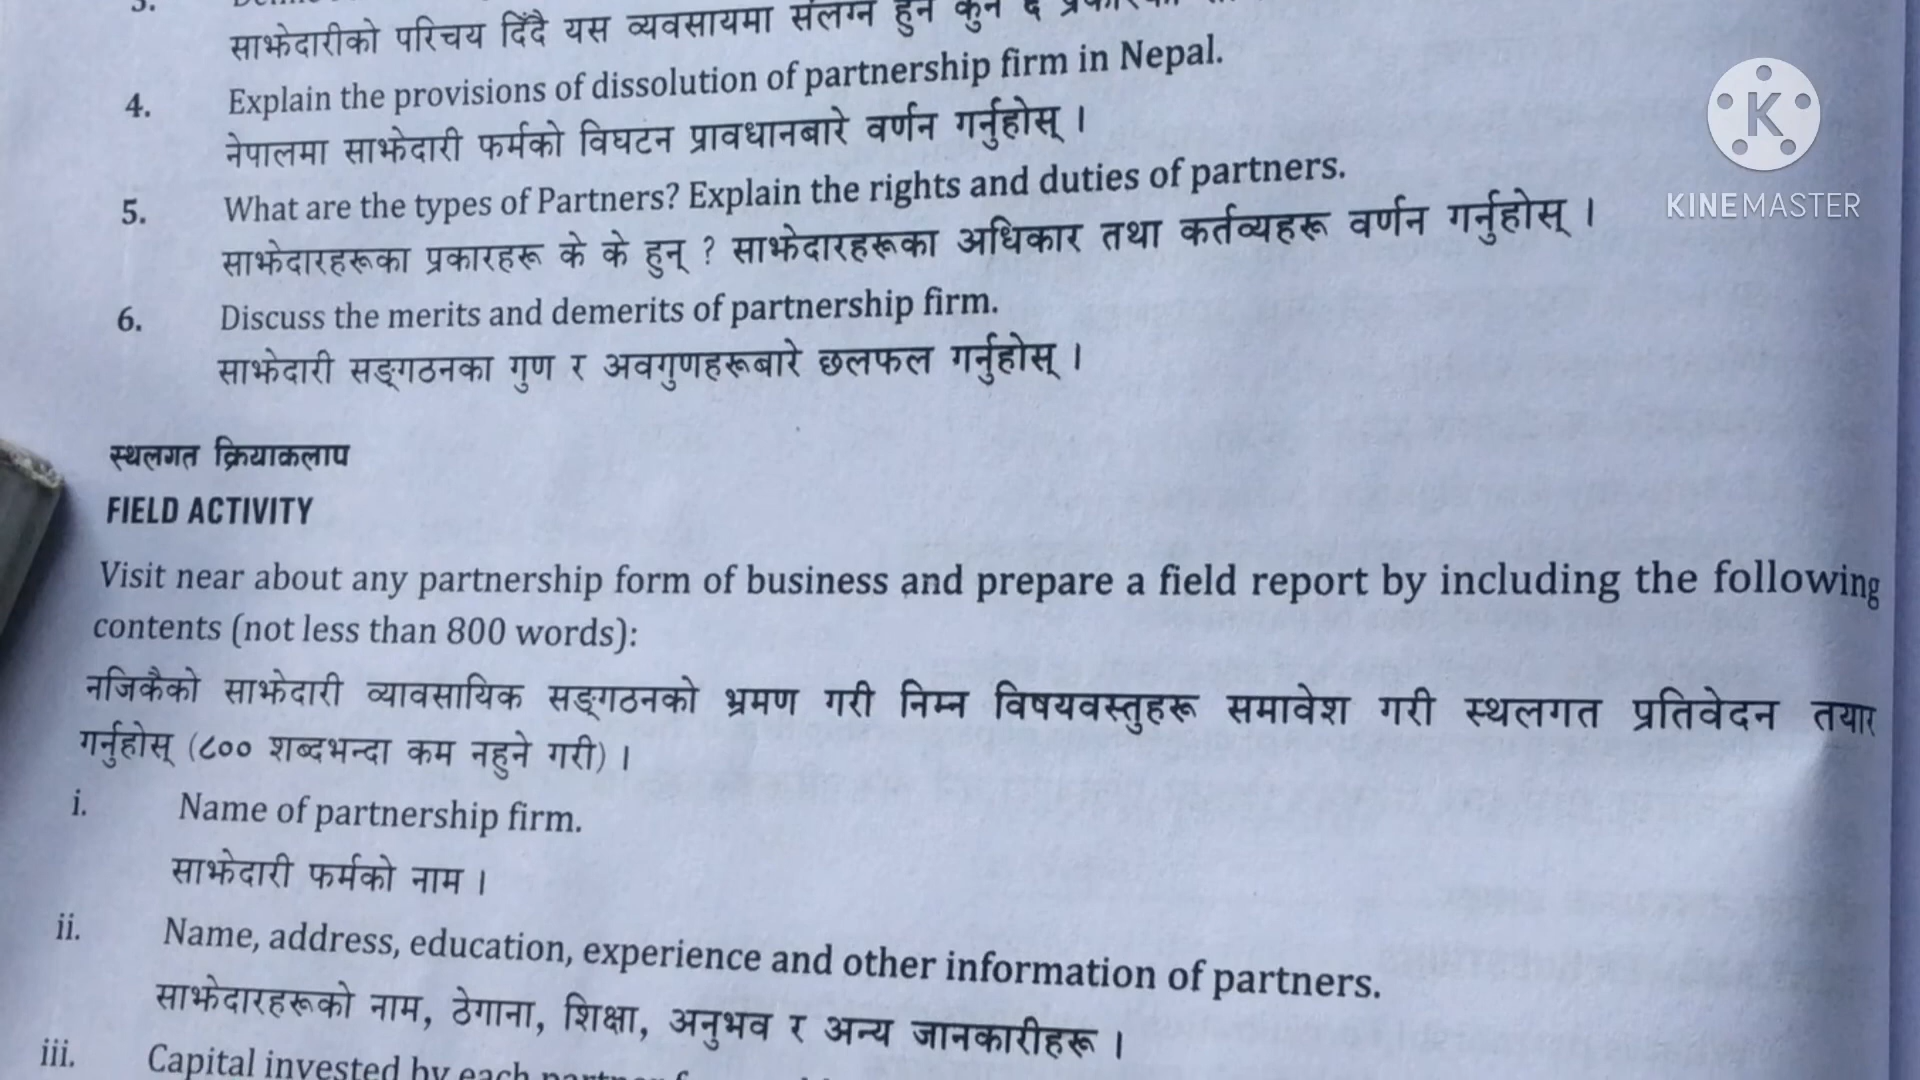 3.
साझेदारीको परिचय दिँदै यस व्यवसायमा संलग्न हुन कुन
4. Explain the provisions of dissolution of partnership firm in Nepal.
नेपालमा साझेदारी फर्मको विघटन प्रावधानबारे वर्णन गर्नुहोस् ।
5. What are the types of Partners? Explain the rights and duties of partners.
साझेदारहरूका प्रकारहरू के के हुन् ? साझेदारहरूका अधिकार तथा कर्तव्यहरू वर्णन गर्नुहोस् ।
6. Discuss the merits and demerits of partnership firm.
साझेदारी सङ्गठनका गुण र अवगुणहरूबारे छलफल गर्नुहोस् ।
K
KINEMASTER
स्थलगत क्रियाकलाप
FIELD ACTIVITY
Visit near about any partnership form of business and prepare a field report by including the following
contents (not less than 800 words):
नजिकैको साझेदारी व्यावसायिक सङ्गठनको भ्रमण गरी निम्न विषयवस्तुहरू समावेश गरी स्थलगत प्रतिवेदन तयार
गर्नुहोस् (८०० शब्दभन्दा कम नहुने गरी) ।
i. Name of partnership firm.
साझेदारी फर्मको नाम ।
ii. Name, address, education, experience and other information of partners.
साझेदारहरूको नाम, ठेगाना, शिक्षा, अनुभव र अन्य जानकारीहरू ।
iii. Capital invested by each